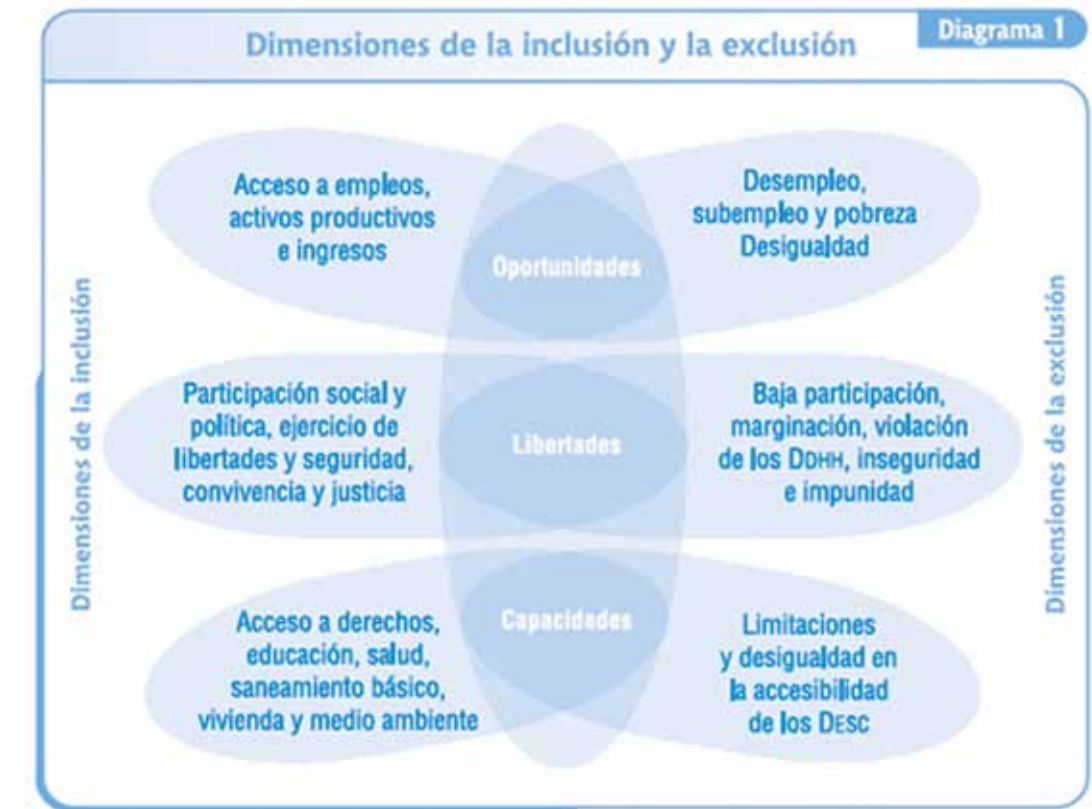 Diagrama 1
Dimensiones de la inclusión y la exclusión
Dimensiones de la inclusión
Acceso a empleos,
activos productivos
e ingresos
Oportunidades
Desempleo,
subempleo y pobreza
Desigualdad
Participación social y
política, ejercicio de
libertades y seguridad,
convivencia y justicia
Libertades
Baja participación,
marginación, violación
de los DDHH, inseguridad
e impunidad
Acceso a derechos,
educación, salud,
saneamiento básico,
vivienda y medio ambiente
Capacidades
Limitaciones
y desigualdad en
la accesibilidad
de los DESC
Dimensiones de la exclusión